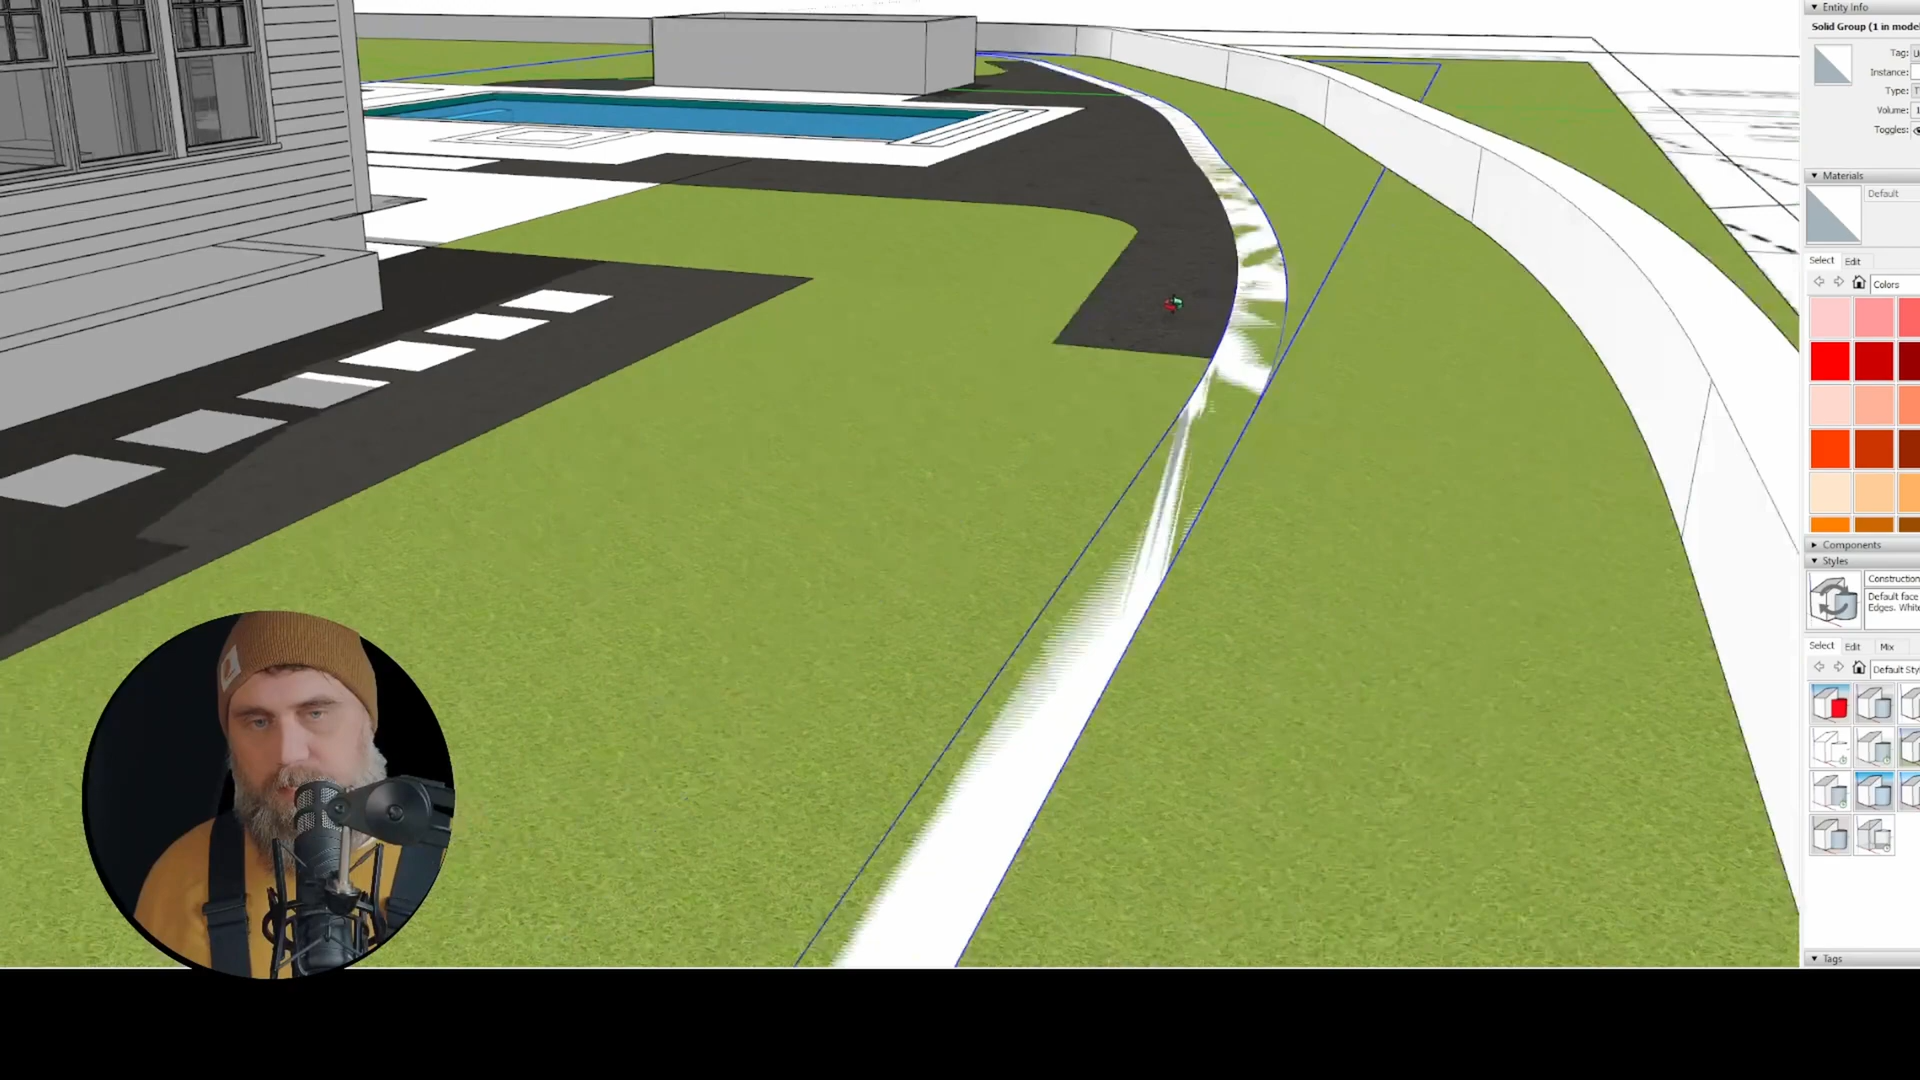 Entity Info
Solid Group (1 in mode
Tag:
Instance:
Type:
Volume:
Toggles:
Materials
Default
Select Edit
Colors
Components
Styles
Construction
Default face
Edges. White
Select Edit Mix
Default Sty
Tags